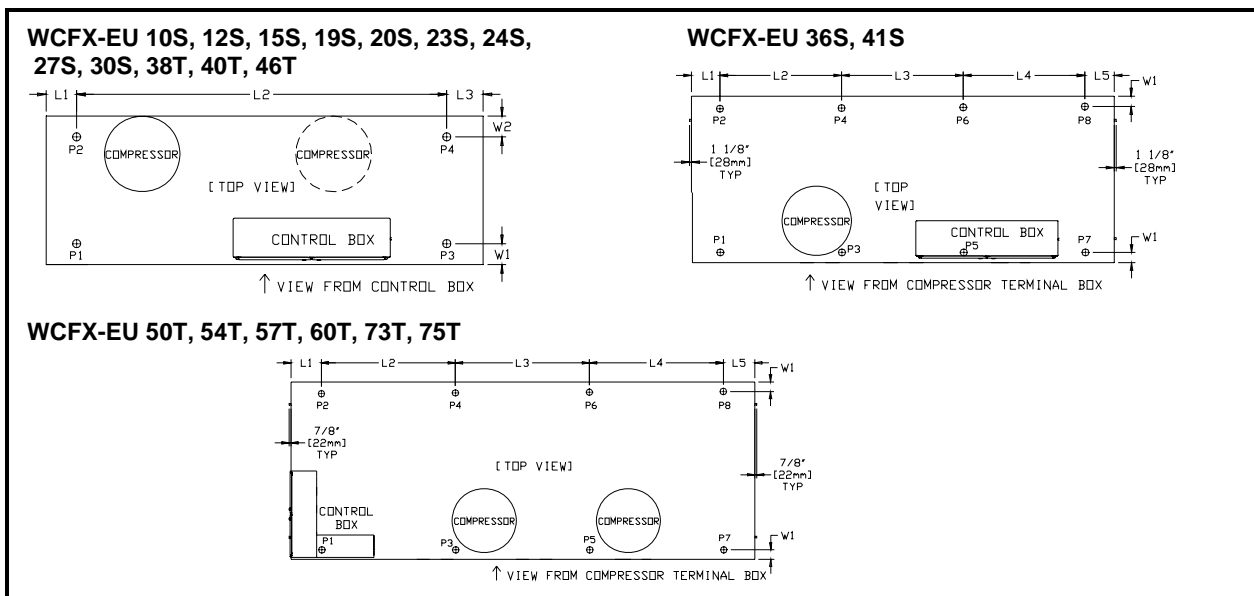 WCFX-EU 10S, 12S, 15S, 19S, 20S, 23S, 24S,
27S, 30S, 38T, 40T, 46T
L1 L2 L3
W2
P2 P4
COMPRESSOR COMPRESSOR
[TOP VIEW]
CONTROL BOX
P1 P3 W1
↑ VIEW FROM CONTROL BOX
WCFX-EU 36S, 41S
L1 L2 L3 L4 L5
W1
P2 P4 P6 P8
1 1/8"
[28mm]
TYP
1 1/8"
[28mm]
TYP
[TOP
VIEW]
COMPRESSOR
CONTROL BOX
P1 P3 P5 P7
W1
↑ VIEW FROM COMPRESSOR TERMINAL BOX
WCFX-EU 50T, 54T, 57T, 60T, 73T, 75T
L1 L2 L3 L4 L5
W1
P2 P4 P6 P8
7/8"
[22mm]
TYP
[TOP VIEW]
7/8"
[22mm]
TYP
CONTROL
BOX
COMPRESSOR COMPRESSOR
P1 P3 P5 P7
W1
↑ VIEW FROM COMPRESSOR TERMINAL BOX